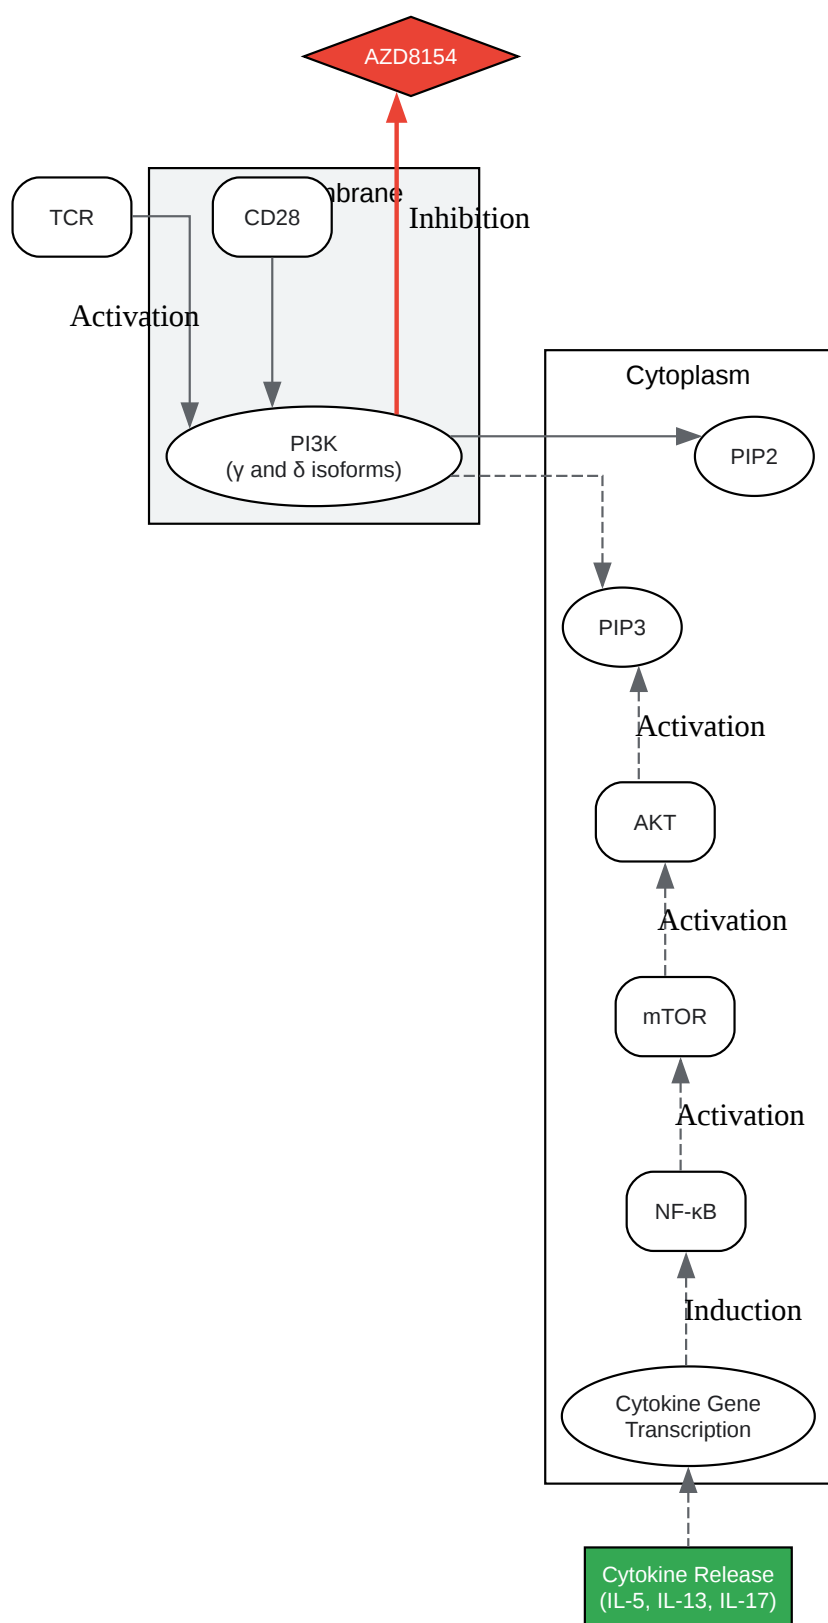 AZD8154
TCR
CD28
mbrane
Inhibition
Activation
Cytoplasm
PI3K
(γ and δ isoforms)
PIP2
PIP3
Activation
AKT
Activation
mTOR
Activation
NF-κB
Induction
Cytokine Gene
Transcription
Cytokine Release
(IL-5, IL-13, IL-17)